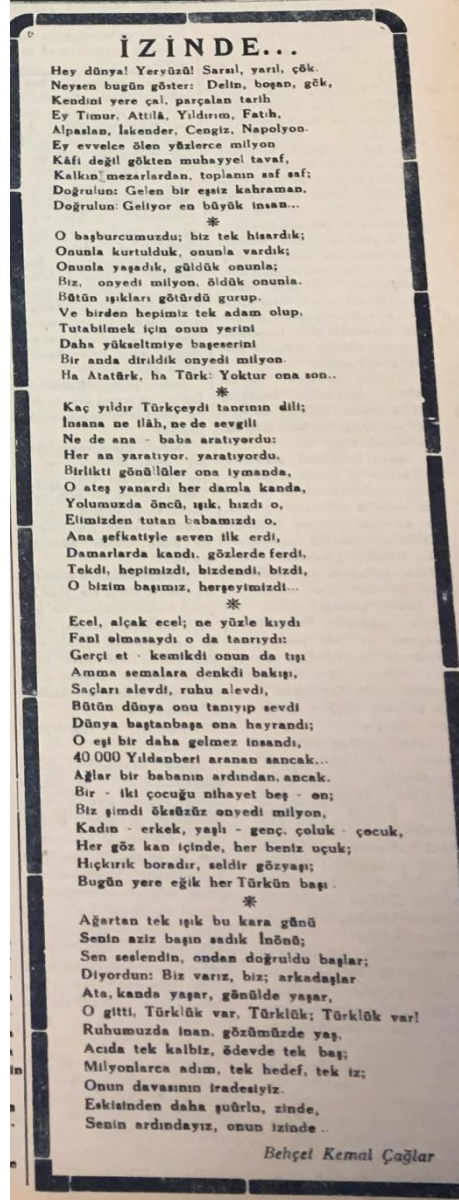 İZİNDE...
Hey dünya! Yeryüzü! Sarsıl, yarıl, çök.
Neysen bugün göster: Delin, boşan, gök,
Kendini yere çal, parçalan tarih
Ey Timur, Attilâ, Yıldırım, Fatih,
Alpaslan, İskender, Cengiz, Napolyon.
Ey evvelce ölen yüzlerce milyon
Kâfi değil gökten muhayyel tavaf,
Kalkın mezarlardan, toplanın saf saf;
Doğrulun: Gelen bir eşsiz kahraman,
Doğrulun: Geliyor en büyük insan...
*
O başburcumuzdu; biz tek hisardık;
Onunla kurtulduk, onunla vardık;
Onunla yaşadık, güldük onunla;
Biz, onyedi milyon, öldük onunla.
Bütün ışıkları götürdü gurup.
Ve birden hepimiz tek adam olup,
Tutabilmek için onun yerini
Daha yükseltmiye başeserini
Bir anda dirildik onyedi milyon.
Ha Atatürk, ha Türk: Yoktur ona son..
*
Kaç yıldır Türkçeydi tanrının dili;
İnsana ne ilâh, ne de sevgili
Ne de ana - baba aratıyordu:
Her an yaratıyor, yaratıyordu.
Birlikti gönüllüler ona iymanda,
O ateş yanardı her damla kanda,
Yolumuzda öncü, ışık, hızdı o,
Elimizden tutan babamızdı o,
Ana şefkatiyle seven ilk erdi,
Damarlarda kandı, gözlerde ferdi,
Tekdi, hepimizdi, bizdendi, bizdi,
O bizim başımız, herşeyimizdi...
*
Ecel, alçak ecel; ne yüzle kıydı
Fani olmasaydı o da tanrıydı:
Gerçi et - kemikdi onun da tışı
Amma semalara denkdi bakışı,
Saçları alevdi, ruhu alevdi,
Bütün dünya onu tanıyıp sevdi
Dünya baştanbaşa ona hayrandı;
O eşi bir daha gelmez insandı,
40 000 Yıldanberi aranan sancak...
Ağlar bir babanın ardından, ancak.
Bir - iki çocuğu nihayet beş - on;
Biz şimdi öksüzüz onyedi milyon,
Kadın - erkek, yaşlı - genç, çoluk - çocuk,
Her göz kan içinde, her beniz uçuk;
Hıçkırık boradır, seldir gözyaşı;
Bugün yere eğik her Türkün başı.
*
Ağartan tek ışık bu kara günü
Senin aziz başın sadık İnönü;
Sen seslendin, ondan doğruldu başlar;
Diyordun: Biz varız, biz; arkadaşlar
Ata, kanda yaşar, gönülde yaşar,
O gitti, Türklük var, Türklük; Türklük var!
Ruhumuzda inan, gözümüzde yaş,
Acıda tek kalbiz, ödevde tek baş;
Milyonlarca adım, tek hedef, tek iz;
Onun davasının iradesiyiz.
Eskisinden daha şuûrlu, zinde,
Senin ardındayız, onun izinde..
Behçet Kemal Çağlar